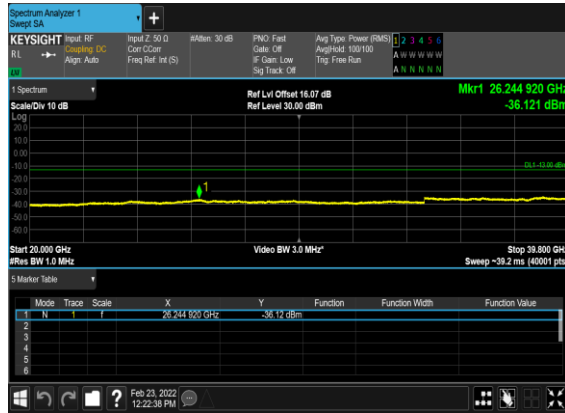 Spectrum Analyzer 1
Swept SA
KEYSIGHT Input: RF Input Z: 50 Ω #Atten: 30 dB PNO: Fast Avg Type: Power (RMS) 1 2 3 4 5 6
RL Coupling: DC Corr CCorr Gate: Off Avg|Hold: 100/100 A W W W W W
Align: Auto Freq Ref: Int (S) IF Gain: Low Trig: Free Run
LW Sig Track: Off A N N N N N
1 Spectrum Ref Lvl Offset 16.07 dB Mkr1 26.244 920 GHz
Scale/Div 10 dB Ref Level 30.00 dBm -36.121 dBm
Log
20.0
10.0
0.00
-10.0 DL1 -13.00 dBm
-20.0
-30.0 1
-40.0
-50.0
-60.0
Start 20.000 GHz Video BW 3.0 MHz* Stop 39.800 GHz
#Res BW 1.0 MHz Sweep ~39.2 ms (40001 pts)
5 Marker Table
Mode Trace Scale X Y Function Function Width Function Value
1 N 1 f 26.244 920 GHz -36.12 dBm
2
3
4
5
6
? Feb 23, 2022
12:22:38 PM